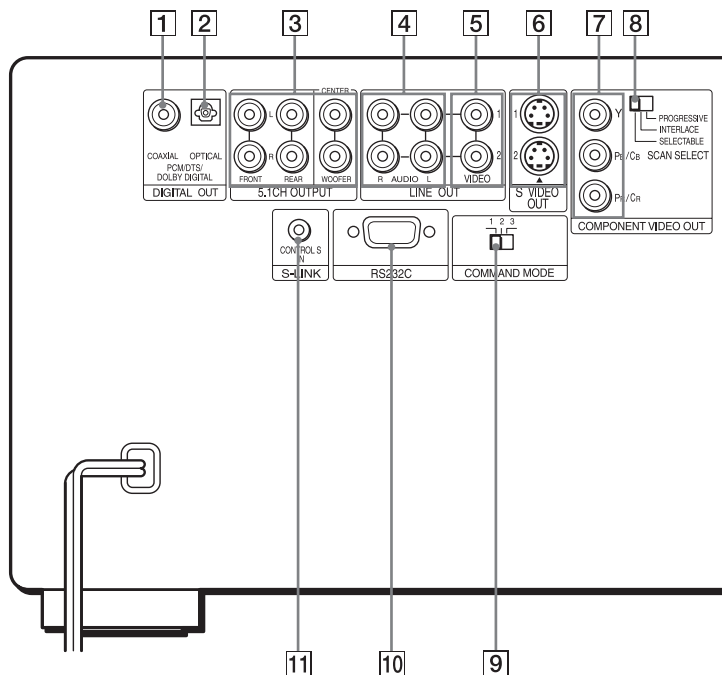 1 2 3 4 5 6 7 8
CENTER
L
R
FRONT REAR WOOFER
5.1CH OUTPUT
COAXIAL OPTICAL
PCM/DTS/
DOLBY DIGITAL
DIGITAL OUT
1
2
R AUDIO L VIDEO
LINE OUT
1
2
S VIDEO
OUT
Y
PB/CB
PR/CR
PROGRESSIVE
INTERLACE
SELECTABLE
SCAN SELECT
COMPONENT VIDEO OUT
CONTROL S
IN
S-LINK
RS232C
1 2 3
COMMAND MODE
11 10 9